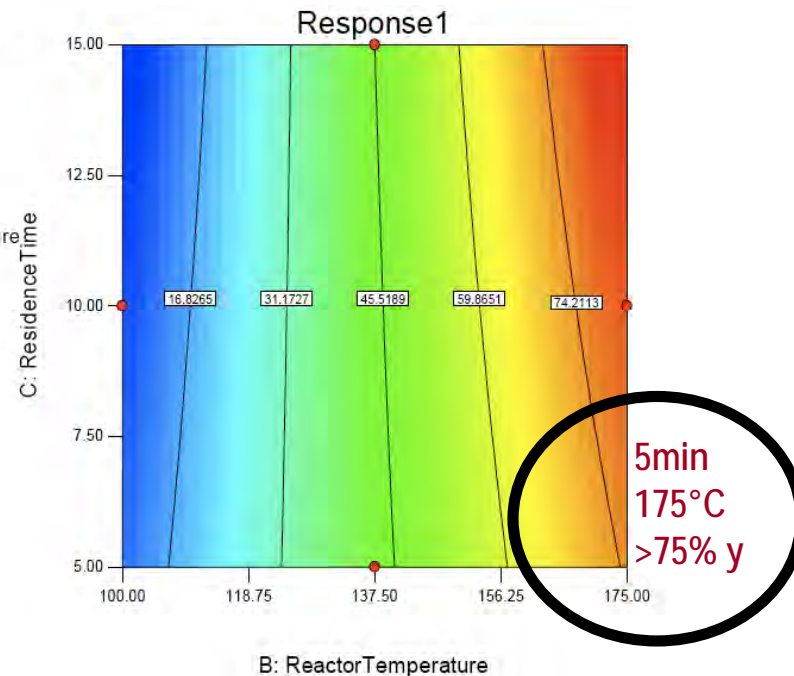 Response1
15.00
12.50
10.00
7.50
5.00
re
C: ResidenceTime
16.8265
31.1727
45.5189
59.8651
74.2113
5min
175°C
>75% y
100.00
118.75
137.50
156.25
175.00
B: ReactorTemperature